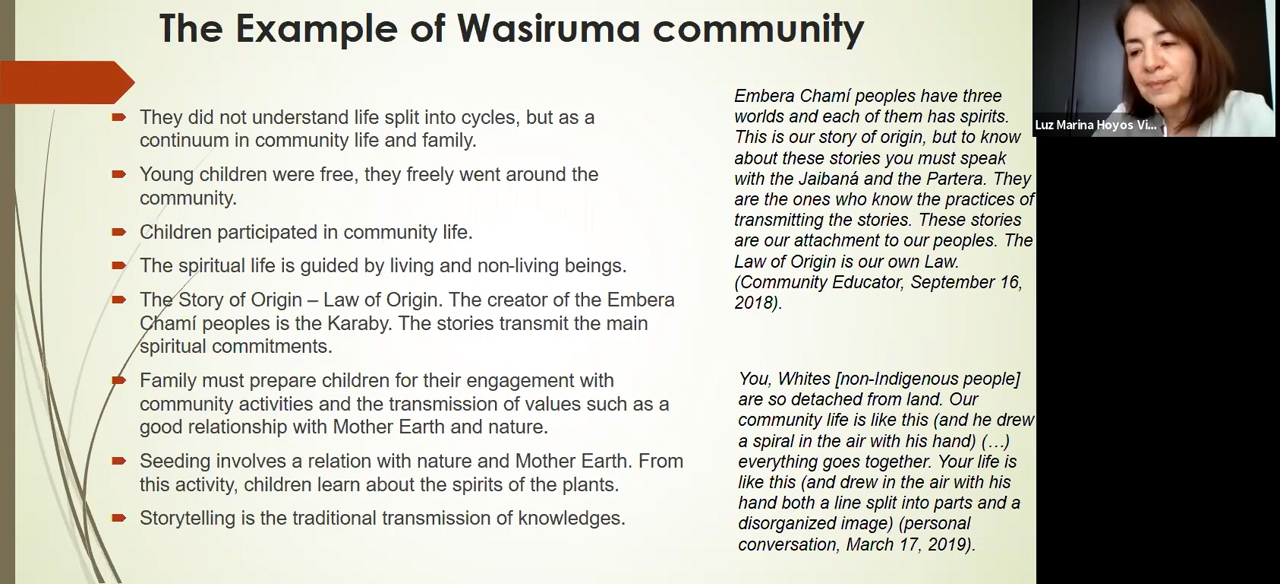 The Example of Wasiruma community
They did not understand life split into cycles, but as a
continuum in community life and family.
Young children were free, they freely went around the
community.
Children participated in community life.
The spiritual life is guided by living and non-living beings.
The Story of Origin – Law of Origin. The creator of the Embera
Chamí peoples is the Karaby. The stories transmit the main
spiritual commitments.
Family must prepare children for their engagement with
community activities and the transmission of values such as a
good relationship with Mother Earth and nature.
Seeding involves a relation with nature and Mother Earth. From
this activity, children learn about the spirits of the plants.
Storytelling is the traditional transmission of knowledges.
Embera Chamí peoples have three
worlds and each of them has spirits.
This is our story of origin, but to know
about these stories you must speak
with the Jaibaná and the Partera. They
are the ones who know the practices of
transmitting the stories. These stories
are our attachment to our peoples. The
Law of Origin is our own Law.
(Community Educator, September 16,
2018).
You, Whites [non-Indigenous people]
are so detached from land. Our
community life is like this (and he drew
a spiral in the air with his hand) (…)
everything goes together. Your life is
like this (and drew in the air with his
hand both a line split into parts and a
disorganized image) (personal
conversation, March 17, 2019).
Luz Marina Hoyos Vi...